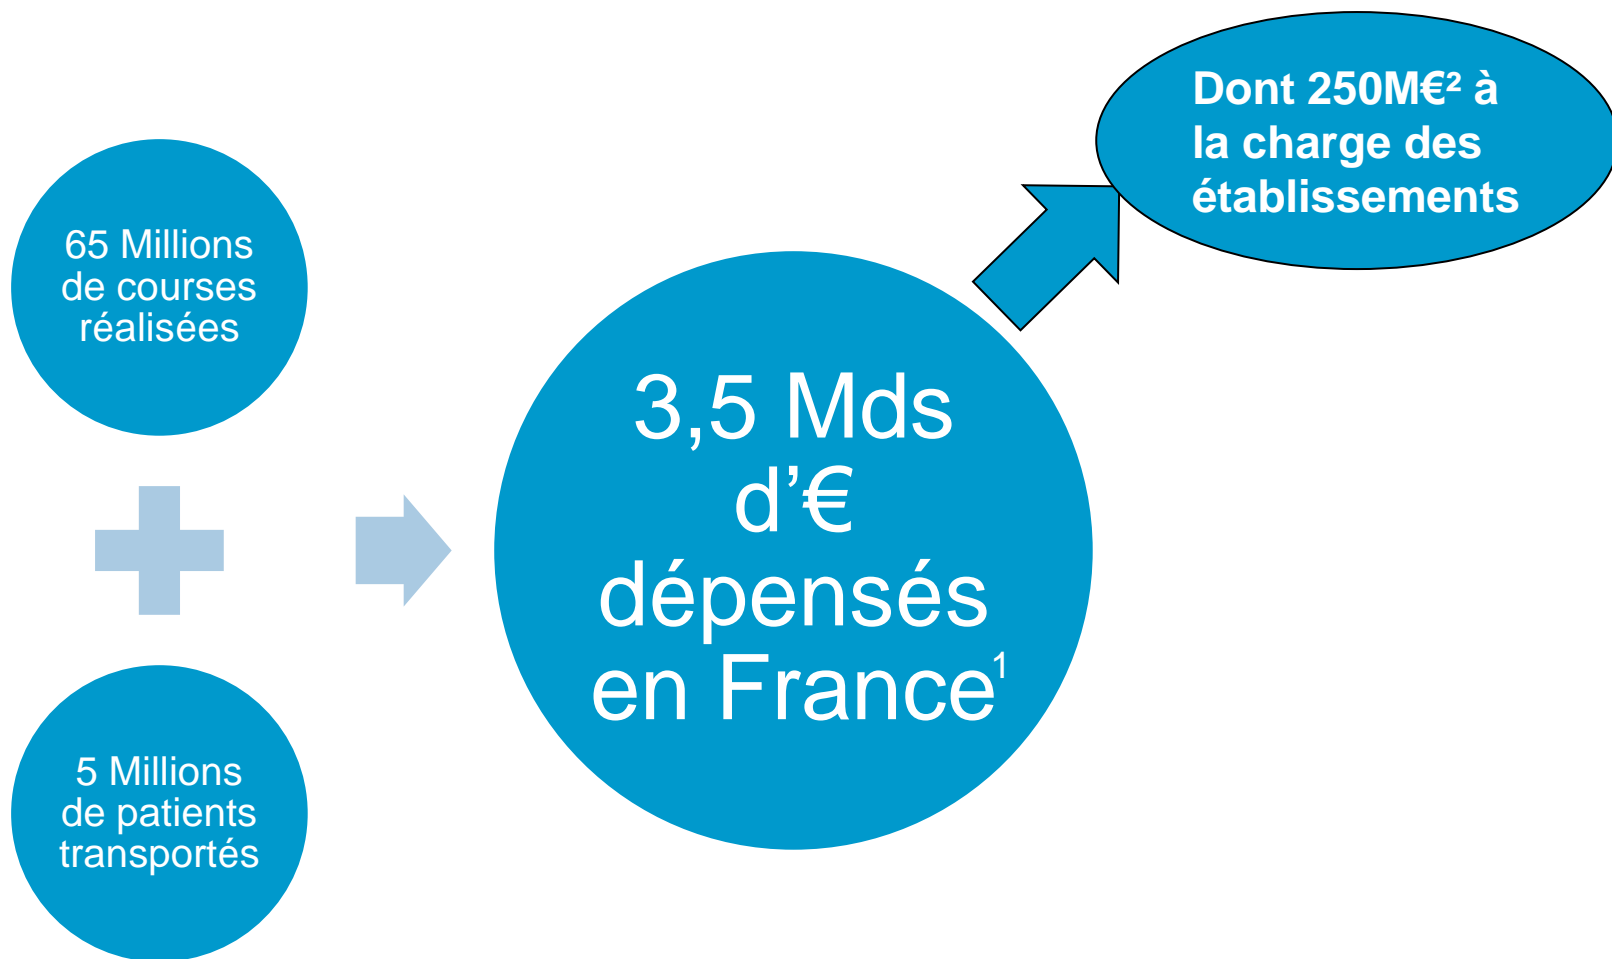 65 Millions
de courses
réalisées
5 Millions
de patients
transportés
3,5 Mds
d’€
dépensés
en France¹
Dont 250M€² à
la charge des
établissements